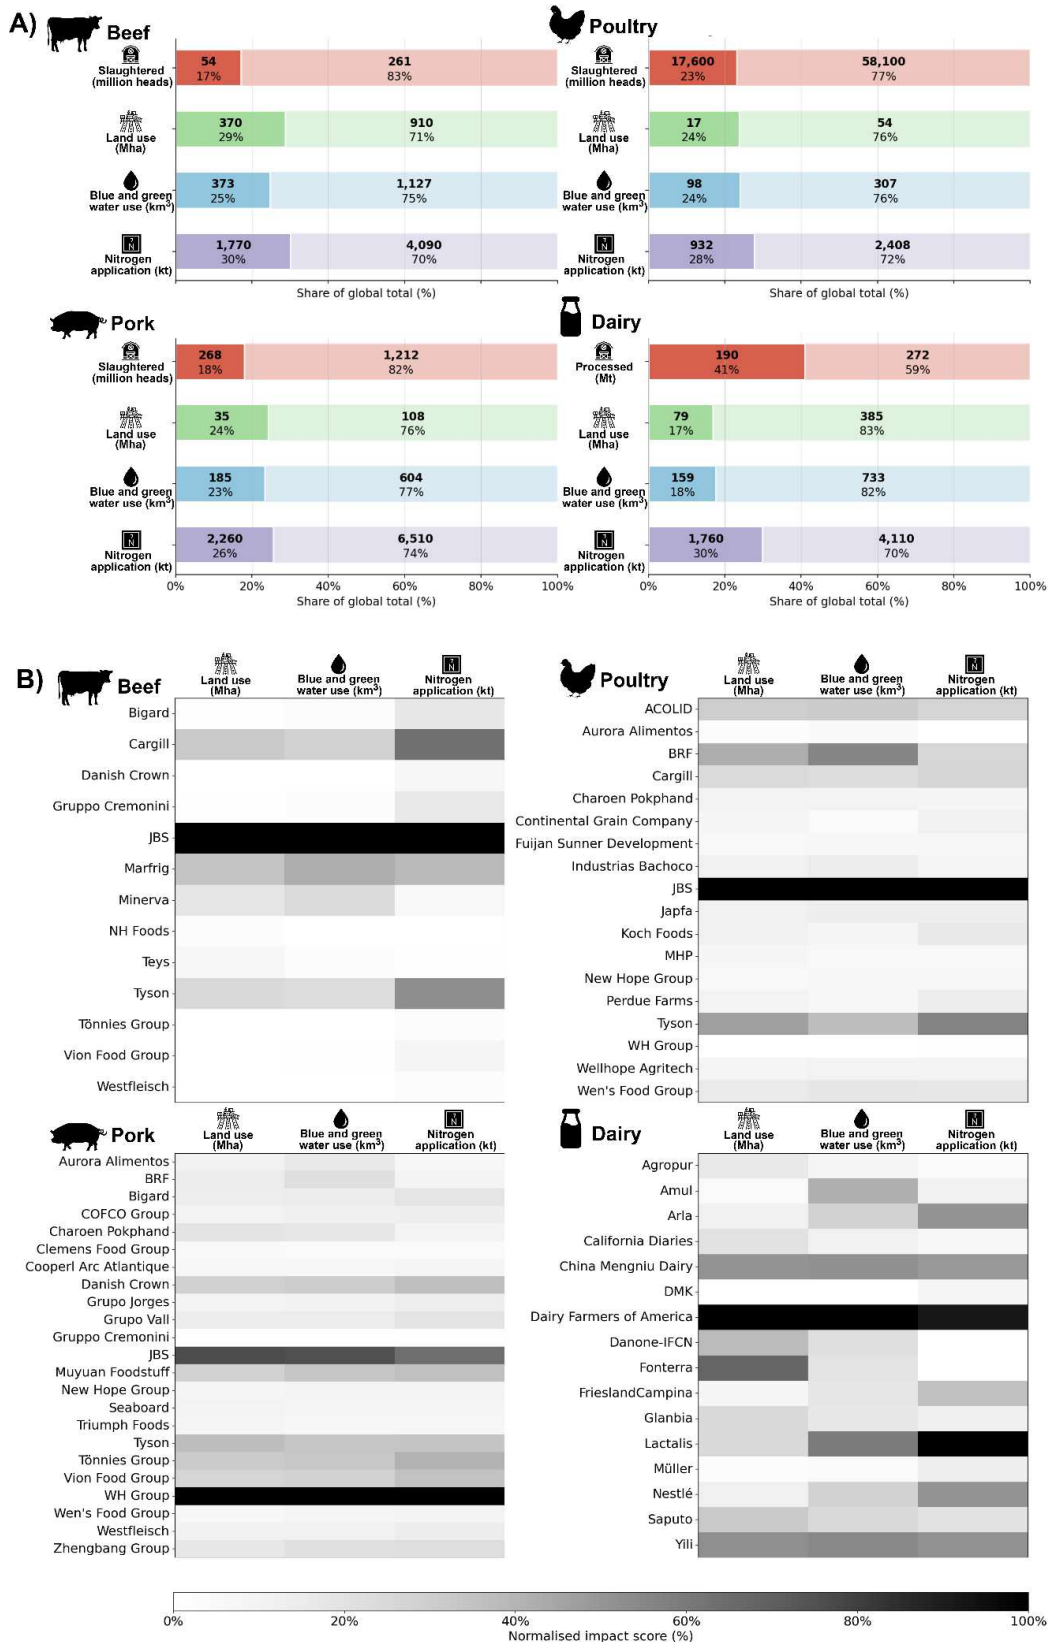 A)
Beef
Slaughtered
(million heads)
54
17%
261
83%
Land use
(Mha)
370
29%
910
71%
Blue and green
water use (km³)
373
25%
1,127
75%
N
Nitrogen
application (kt)
1,770
30%
4,090
70%
Share of global total (%)
Poultry
Slaughtered
(million heads)
17,600
23%
58,100
77%
Land use
(Mha)
17
24%
54
76%
Blue and green
water use (km³)
98
24%
307
76%
N
Nitrogen
application (kt)
932
28%
2,408
72%
Share of global total (%)
Pork
Slaughtered
(million heads)
268
18%
1,212
82%
Land use
(Mha)
35
24%
108
76%
Blue and green
water use (km³)
185
23%
604
77%
N
Nitrogen
application (kt)
2,260
26%
6,510
74%
0% 20% 40% 60% 80% 100%
Share of global total (%)
Dairy
Processed
(Mt)
190
41%
272
59%
Land use
(Mha)
79
17%
385
83%
Blue and green
water use (km³)
159
18%
733
82%
N
Nitrogen
application (kt)
1,760
30%
4,110
70%
0% 20% 40% 60% 80% 100%
Share of global total (%)
B)
Beef
Land use
(Mha)
Blue and green
water use (km³)
N
Nitrogen
application (kt)
Bigard
Cargill
Danish Crown
Gruppo Cremonini
JBS
Marfrig
Minerva
NH Foods
Teys
Tyson
Tönnies Group
Vion Food Group
Westfleisch
Poultry
Land use
(Mha)
Blue and green
water use (km³)
N
Nitrogen
application (kt)
ACOLID
Aurora Alimentos
BRF
Cargill
Charoen Pokphand
Continental Grain Company
Fuijan Sunner Development
Industrias Bachoco
JBS
Japfa
Koch Foods
MHP
New Hope Group
Perdue Farms
Tyson
WH Group
Wellhope Agritech
Wen's Food Group
Pork
Land use
(Mha)
Blue and green
water use (km³)
N
Nitrogen
application (kt)
Aurora Alimentos
BRF
Bigard
COFCO Group
Charoen Pokphand
Clemens Food Group
Cooperl Arc Atlantique
Danish Crown
Grupo Jorges
Grupo Vall
Gruppo Cremonini
JBS
Muyuan Foodstuff
New Hope Group
Seaboard
Triumph Foods
Tyson
Tönnies Group
Vion Food Group
WH Group
Wen's Food Group
Westfleisch
Zhengbang Group
Dairy
Land use
(Mha)
Blue and green
water use (km³)
N
Nitrogen
application (kt)
Agropur
Amul
Arla
California Diaries
China Mengniu Dairy
DMK
Dairy Farmers of America
Danone-IFCN
Fonterra
FrieslandCampina
Glanbia
Lactalis
Müller
Nestlé
Saputo
Yili
0% 20% 40% 60% 80% 100%
Normalised impact score (%)